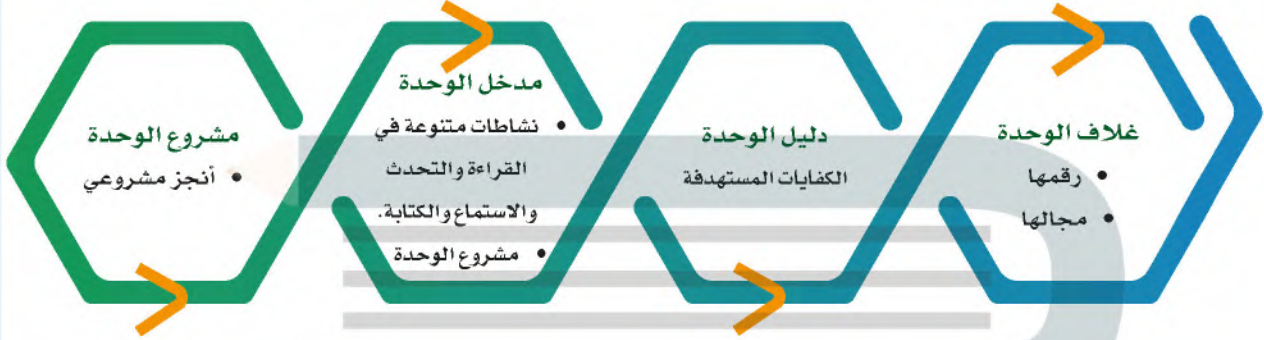 غلاف الوحدة
• رقمها
• مجالها
دليل الوحدة
الكفايات المستهدفة
مدخل الوحدة
• نشاطات متنوعة في
القراءة والتحدث
والاستماع والكتابة.
• مشروع الوحدة
مشروع الوحدة
• أنجز مشروعي